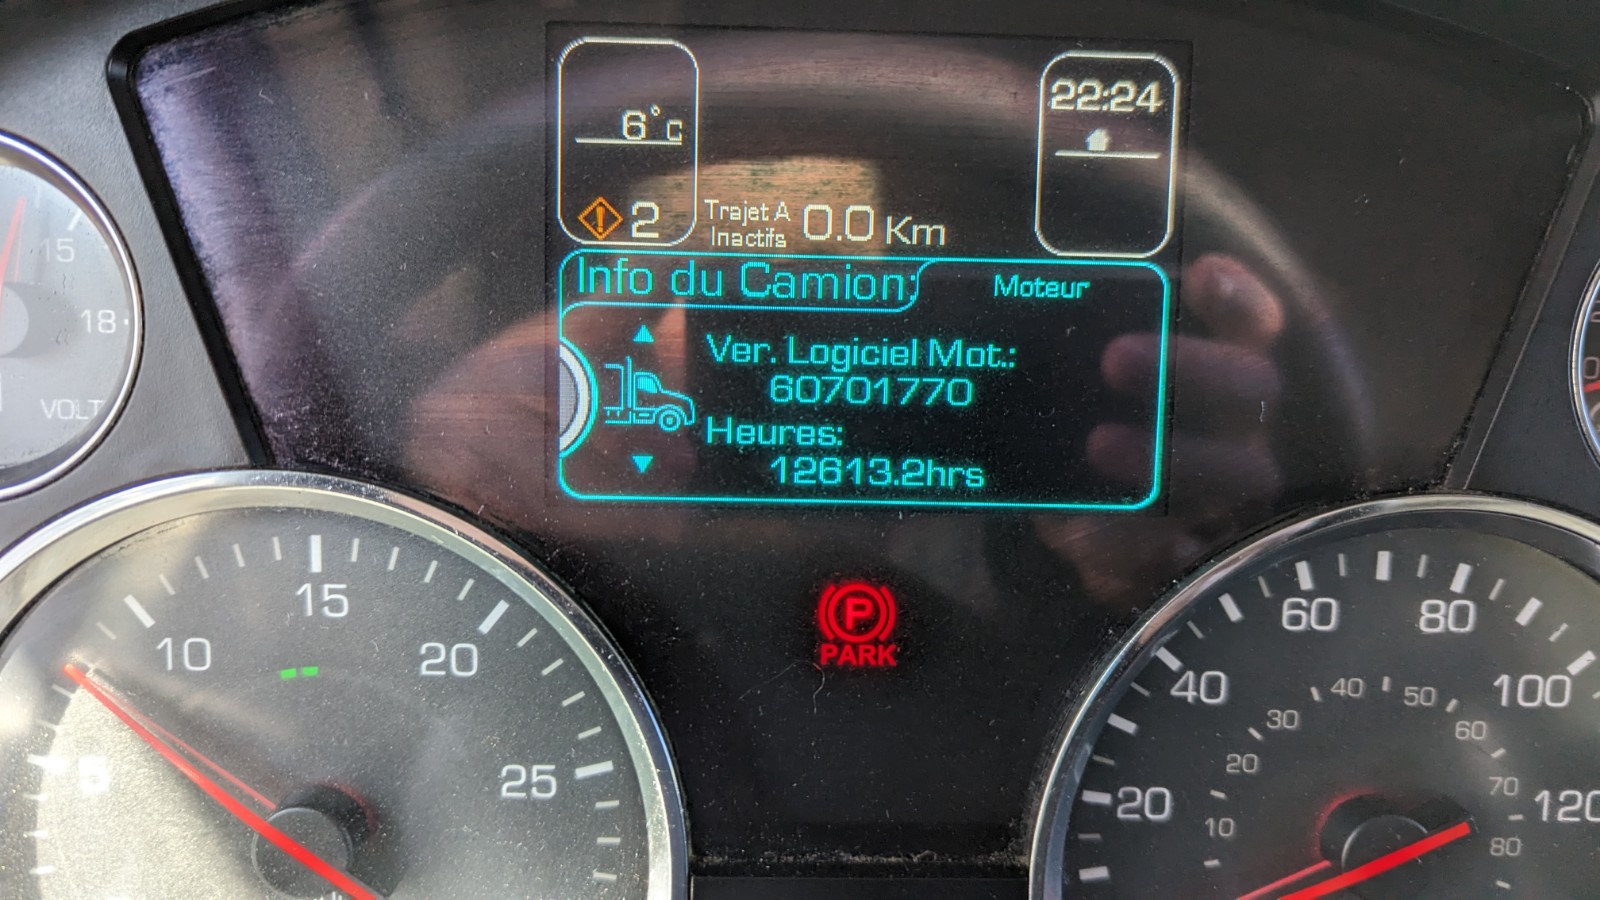 6°C
22:24
2
Trajet A 0.0 Km
Inactifs
Info du Camion
Moteur
Ver. Logiciel Mot.:
60701770
Heures:
12613.2hrs
15
18
VOLT
P
PARK
5
10
15
20
25
20
40
60
80
100
120
10
20
30
40
50
60
70
80